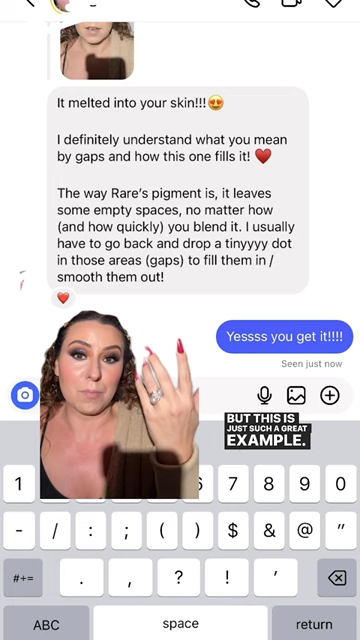 It melted into your skin!!!😍
I definitely understand what you mean
by gaps and how this one fills it! ❤️
The way Rare's pigment is, it leaves
some empty spaces, no matter how
(and how quickly) you blend it. I usually
have to go back and drop a tinyyyy dot
in those areas (gaps) to fill them in /
smooth them out!
❤️
Yessss you get it!!!!
Seen just now
BUT THIS IS
JUST SUCH A GREAT
EXAMPLE.
1 6 7 8 9 0
- / : ; ( ) $ & @ "
#+= . , ? ! '
ABC space return